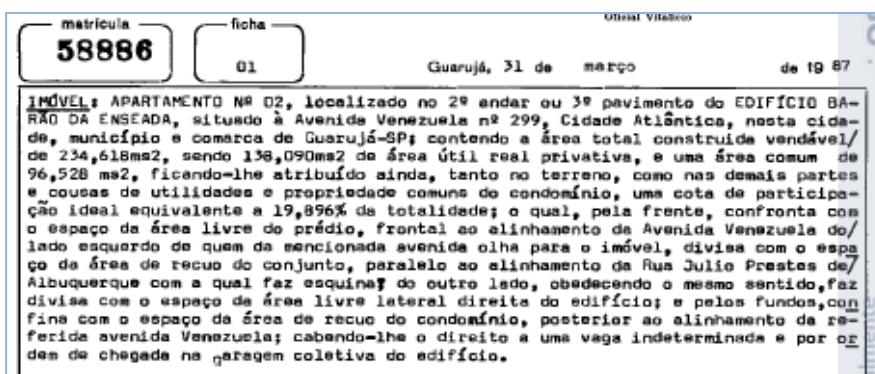 Oficial Vitalício
matrícula
ficha
58886
01
Guarujá, 31 de março de 19 87
IMÓVEL: APARTAMENTO Nº 02, localizado no 2º andar ou 3º pavimento do EDIFÍCIO BA-
RÃO DA ENSEADA, situado à Avenida Venezuela nº 299, Cidade Atlântica, nesta cida-
de, município e comarca de Guarujá-SP; contendo a área total construida vendável/
de 234,618ms2, sendo 138,090ms2 de área útil real privativa, e uma área comum de
96,528 ms2, ficando-lhe atribuído ainda, tanto no terreno, como nas demais partes
e cousas de utilidades e propriedade comuns do condomínio, uma cota de participa-
ção ideal equivalente a 19,896% da totalidade; o qual, pela frente, confronta com
o espaço da área livre do prédio, frontal ao alinhamento da Avenida Venezuela do/
lado esquerdo de quem da mencionada avenida olha para o imóvel, divisa com o espa
ço da área de recuo do conjunto, paralelo ao alinhamento da Rua Julio Prestes de/
Albuquerque com a qual faz esquina; do outro lado, obedecendo o mesmo sentido,faz
divisa com o espaço da área livre lateral direita do edifício; e pelos fundos,con
fina com o espaço da área de recuo do condomínio, posterior ao alinhamento da re-
ferida avenida Venezuela; cabendo-lhe o direito a uma vaga indeterminada e por or
dem de chegada na garagem coletiva do edifício.